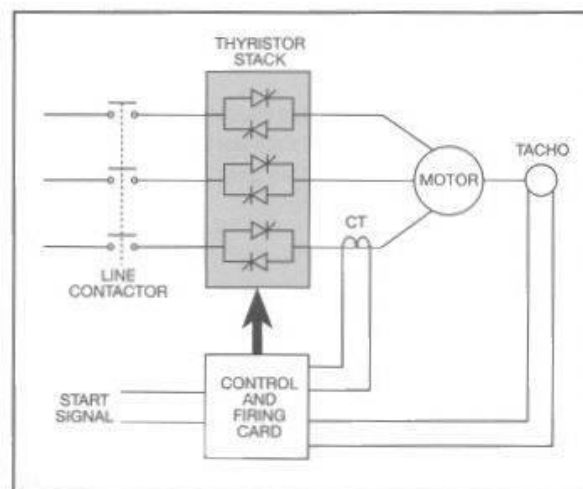 THYRISTOR
STACK
TACHO
MOTOR
CT
LINE
CONTACTOR
CONTROL
AND
FIRING
CARD
START
SIGNAL